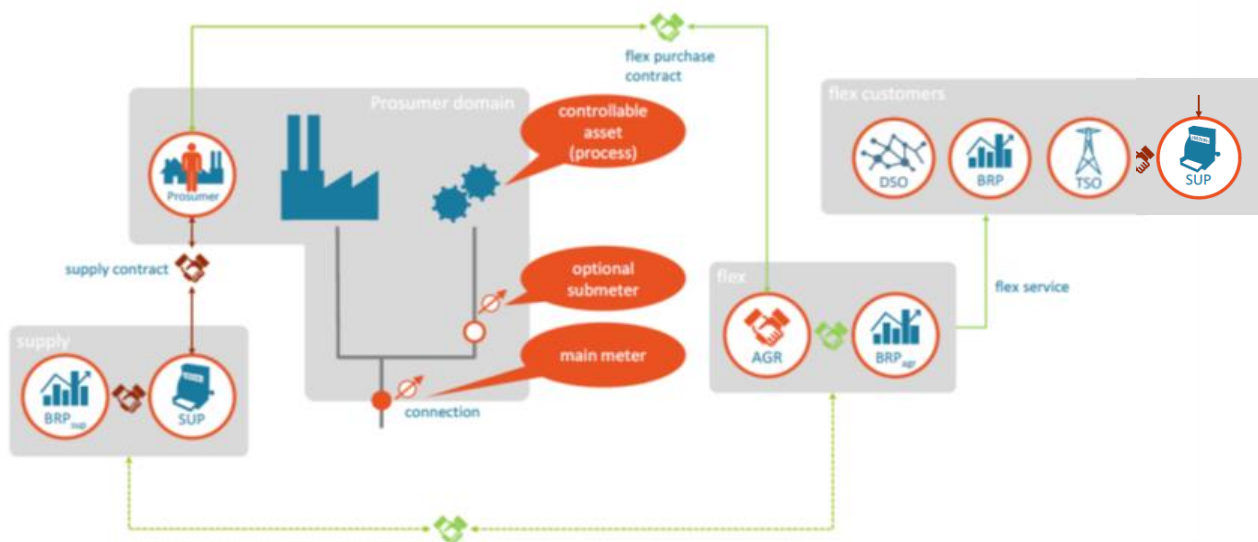 flex purchase
contract
Prosumer domain
controllable
asset
(process)
flex customers
Prosumer
DSO
BRP
TSO
SUP
supply contract
optional
submeter
flex
flex service
supply
main meter
AGR
BRP agr
BRP sup
SUP
connection